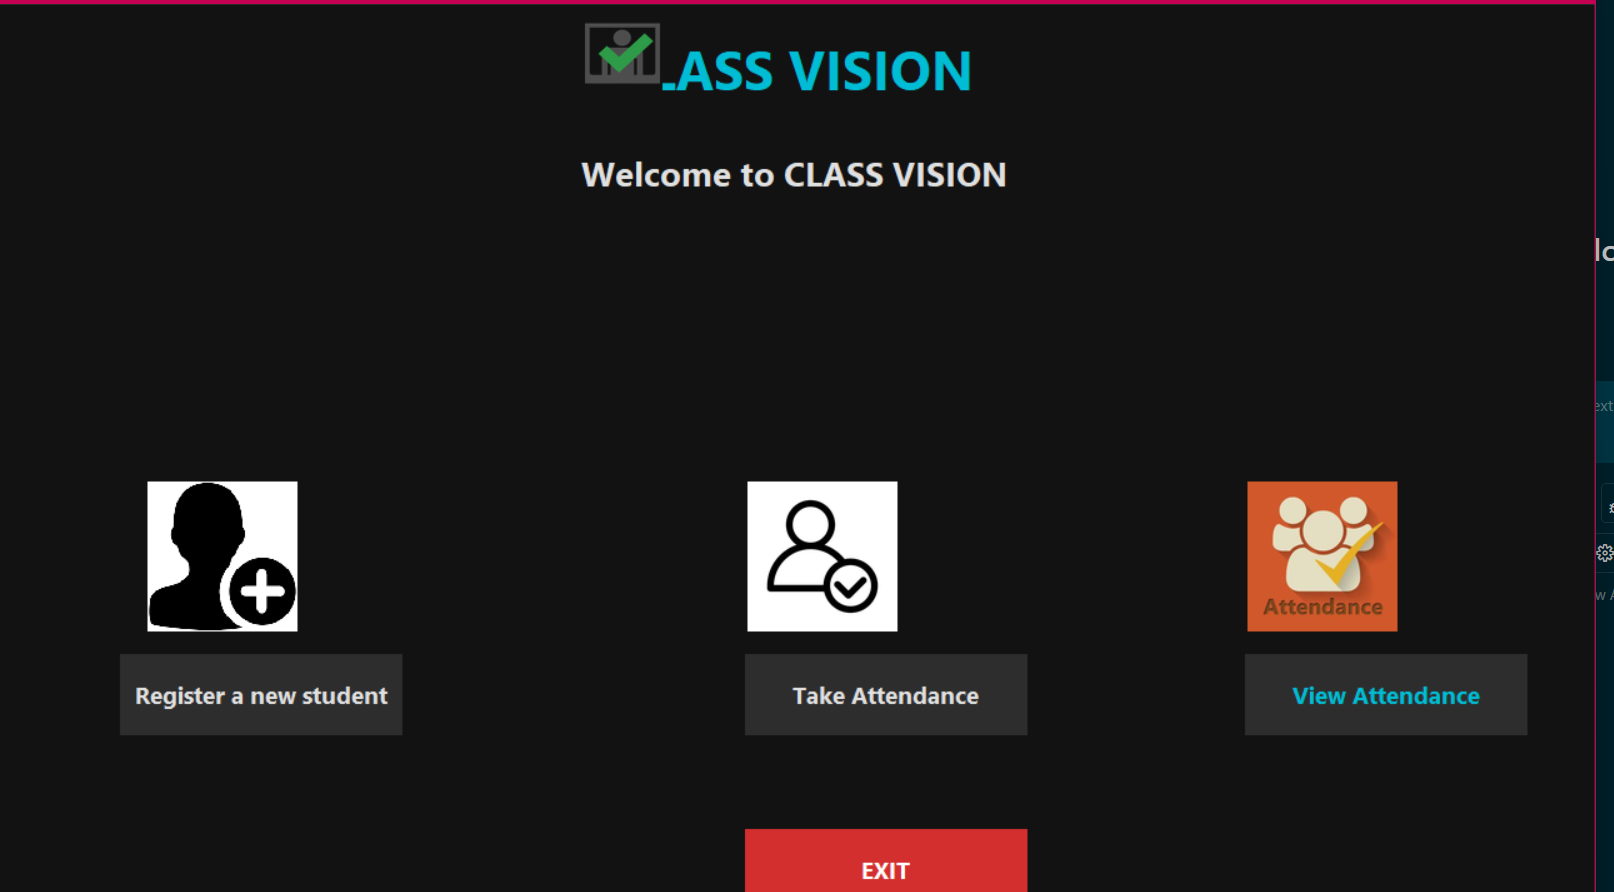 LASS VISION
Welcome to CLASS VISION
Attendance
Register a new student
Take Attendance
View Attendance
EXIT